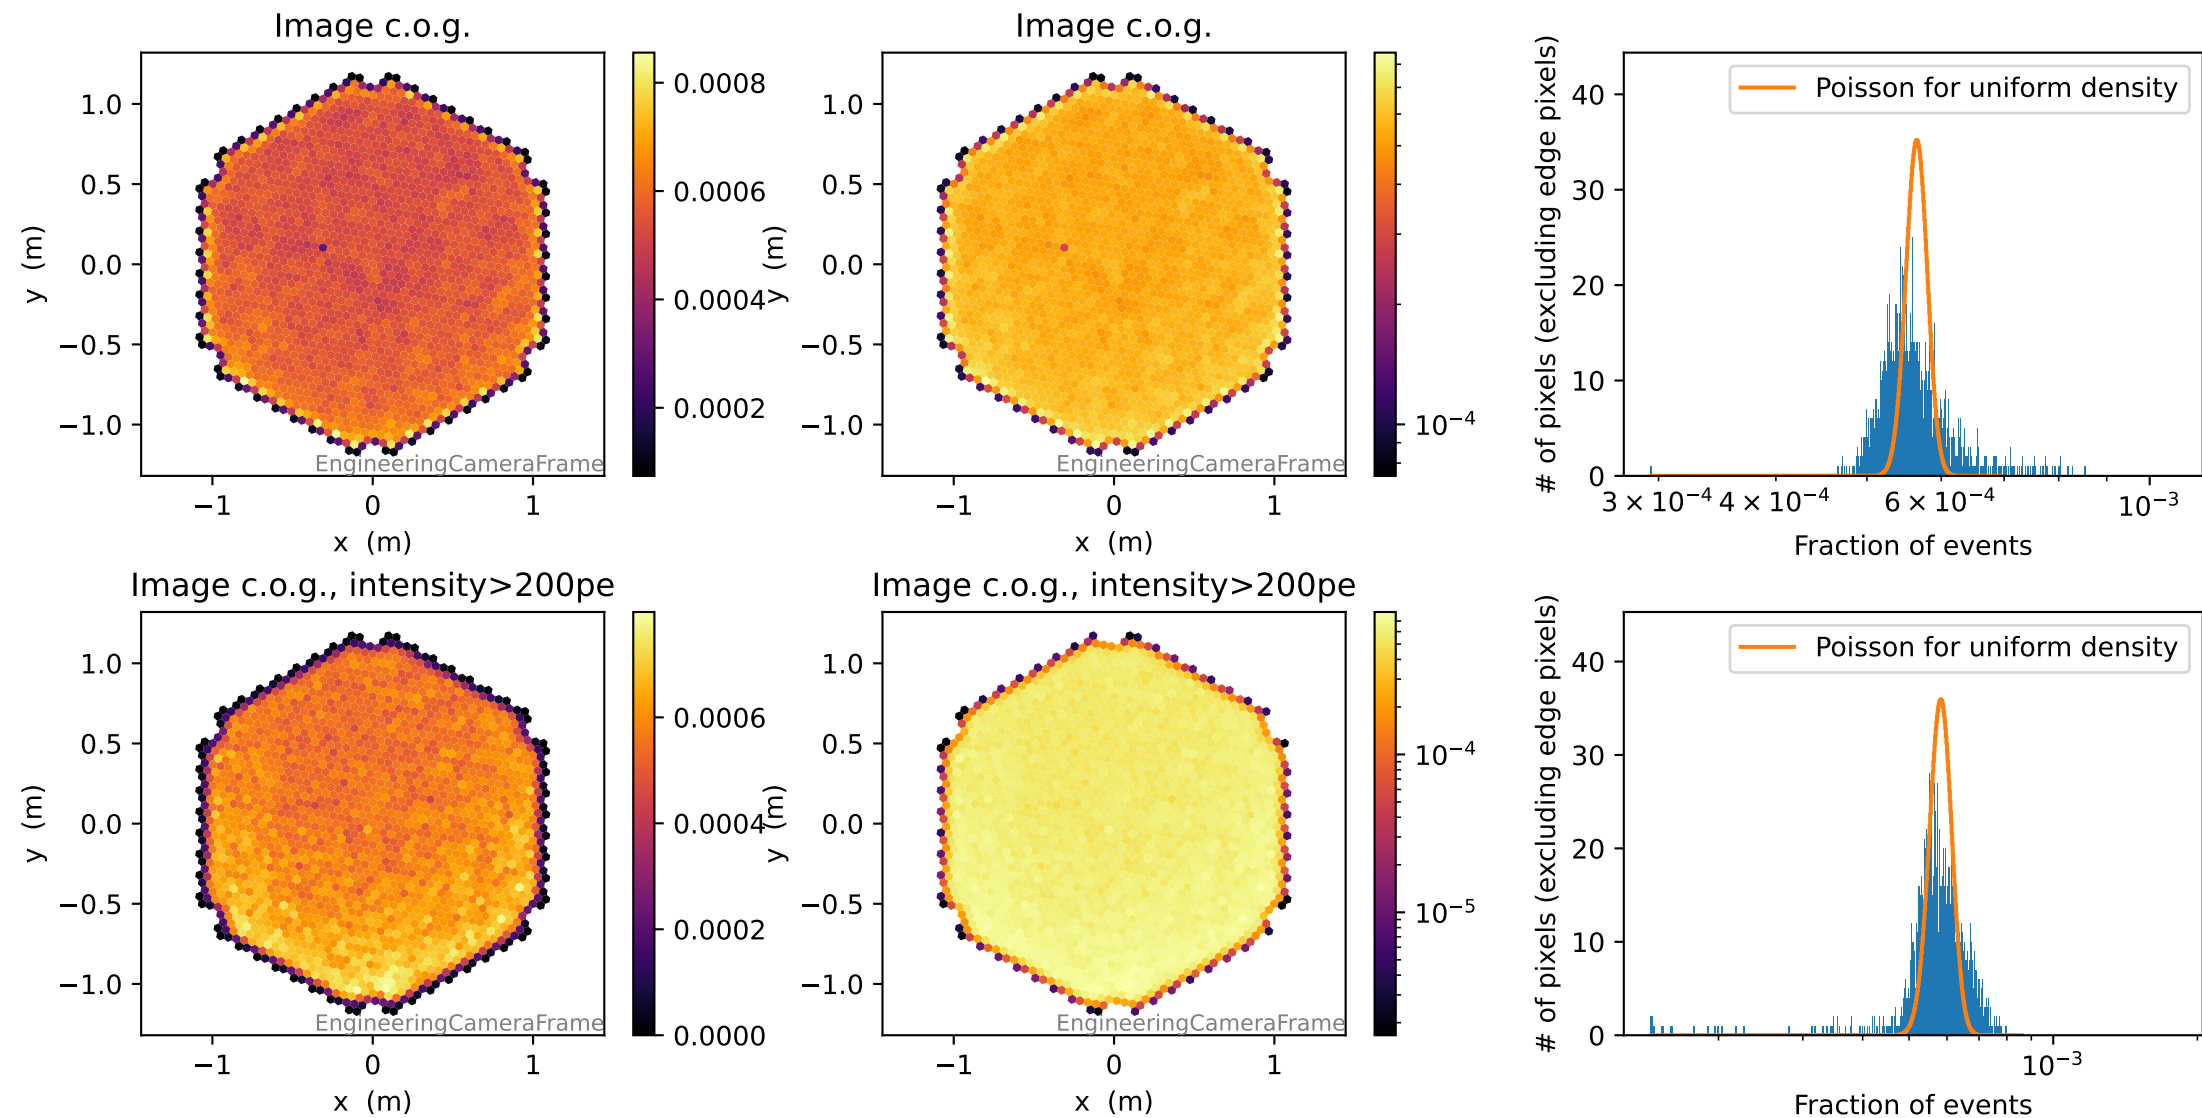 Image c.o.g.
1.0
0.5
0.0
−0.5
−1.0
y (m)
−1
0
1
x (m)
EngineeringCameraFrame
0.0008
0.0006
0.0004
0.0002
Image c.o.g.
1.0
0.5
0.0
−0.5
−1.0
y (m)
−1
0
1
x (m)
EngineeringCameraFrame
10⁻⁴
# of pixels (excluding edge pixels)
40
30
20
10
0
Poisson for uniform density
3 × 10⁻⁴
4 × 10⁻⁴
6 × 10⁻⁴
10⁻³
Fraction of events
Image c.o.g., intensity>200pe
1.0
0.5
0.0
−0.5
−1.0
y (m)
−1
0
1
x (m)
EngineeringCameraFrame
0.0006
0.0004
0.0002
0.0000
Image c.o.g., intensity>200pe
1.0
0.5
0.0
−0.5
−1.0
y (m)
−1
0
1
x (m)
EngineeringCameraFrame
10⁻⁴
10⁻⁵
# of pixels (excluding edge pixels)
40
30
20
10
0
Poisson for uniform density
10⁻³
Fraction of events